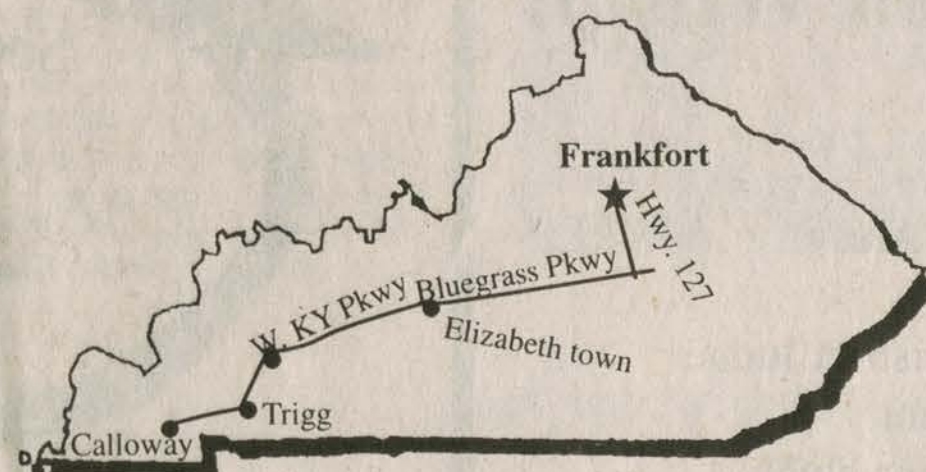 Frankfort
Hwy. 127
W. KY Pkwy
Bluegrass Pkwy
Elizabeth town
Trigg
Calloway